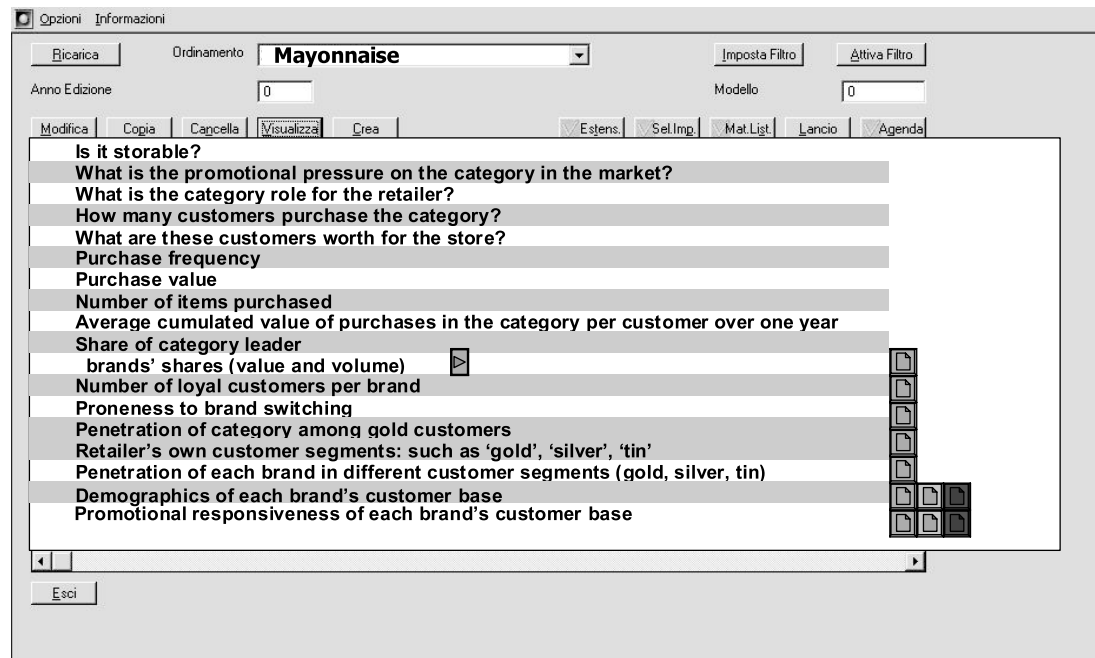 Opzioni Informazioni
Ricarica Ordinamento Mayonnaise Imposta Filtro Attiva Filtro
Anno Edizione 0 Modello 0
Modifica Copia Cancella Visualizza Crea Estens. Sel.Imp. Mat.List. Lancio Agenda
Is it storable?
What is the promotional pressure on the category in the market?
What is the category role for the retailer?
How many customers purchase the category?
What are these customers worth for the store?
Purchase frequency
Purchase value
Number of items purchased
Average cumulated value of purchases in the category per customer over one year
Share of category leader
brands’ shares (value and volume)
Number of loyal customers per brand
Proneness to brand switching
Penetration of category among gold customers
Retailer’s own customer segments: such as ‘gold’, ‘silver’, ‘tin’
Penetration of each brand in different customer segments (gold, silver, tin)
Demographics of each brand’s customer base
Promotional responsiveness of each brand’s customer base
Esci